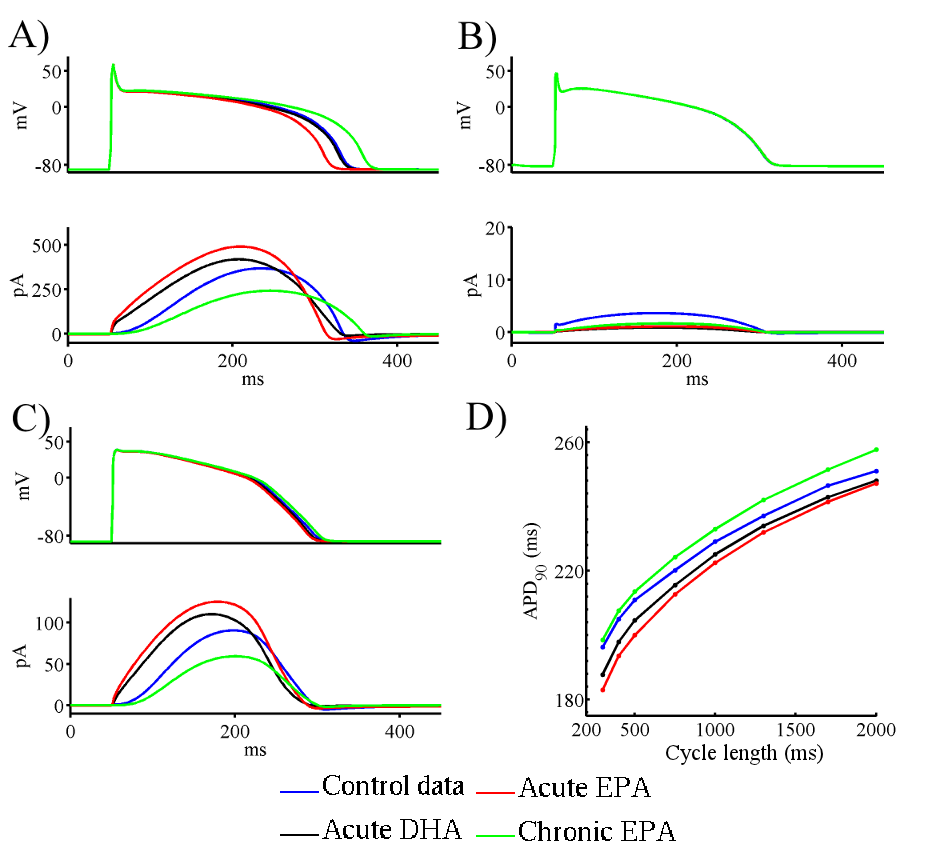 A)
50
0
-80
mV
500
250
0
pA
0
200
400
ms
B)
50
0
-80
mV
20
10
0
pA
0
200
400
ms
C)
50
0
-80
mV
100
50
0
pA
0
200
400
ms
D)
260
220
180
APD90 (ms)
200
500
1000
1500
2000
Cycle length (ms)
Control data
Acute EPA
Acute DHA
Chronic EPA